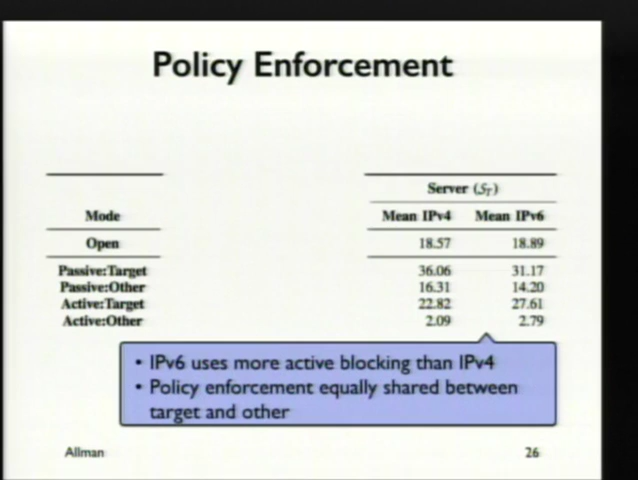 Policy Enforcement
Server (S_T)
Mode Mean IPv4 Mean IPv6
Open 18.57 18.89
Passive:Target 36.06 31.17
Passive:Other 16.31 14.20
Active:Target 22.82 27.61
Active:Other 2.09 2.79
• IPv6 uses more active blocking than IPv4
• Policy enforcement equally shared between
target and other
Allman 26